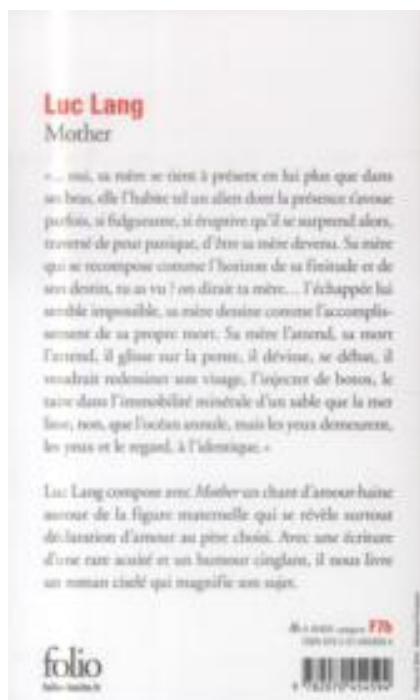 Luc Lang
Mother
«... oui, sa mère se tient à présent en lui plus que dans
ses bras, elle l'habite tel un alien dont la présence s'avoue
parfois, si fulgurante, si éruptive qu'il se surprend alors,
traversé de peur panique, d'être sa mère devenu. Sa mère
qui se recompose comme l'horizon de sa finitude et de
son destin, tu as vu ? on dirait ta mère... l'échappée lui
semble impossible, sa mère dessine comme l'accomplis-
sement de sa propre mort. Sa mère l'attend, sa mort
l'attend, il glisse sur la pente, il dévisse, se débat, il
voudrait redessiner son visage, l'injecter de botox, le
taire dans l'immobilité minérale d'un sable que la mer
lisse, non, que l'océan annule, mais les yeux demeurent,
les yeux et le regard, à l'identique. »
Luc Lang compose avec Mother un chant d'amour-haine
autour de la figure maternelle qui se révèle surtout
déclaration d'amour au père choisi. Avec une écriture
d'une rare acuité et un humour cinglant, il nous livre
un roman ciselé qui magnifie son sujet.
catégorie F7b
folio